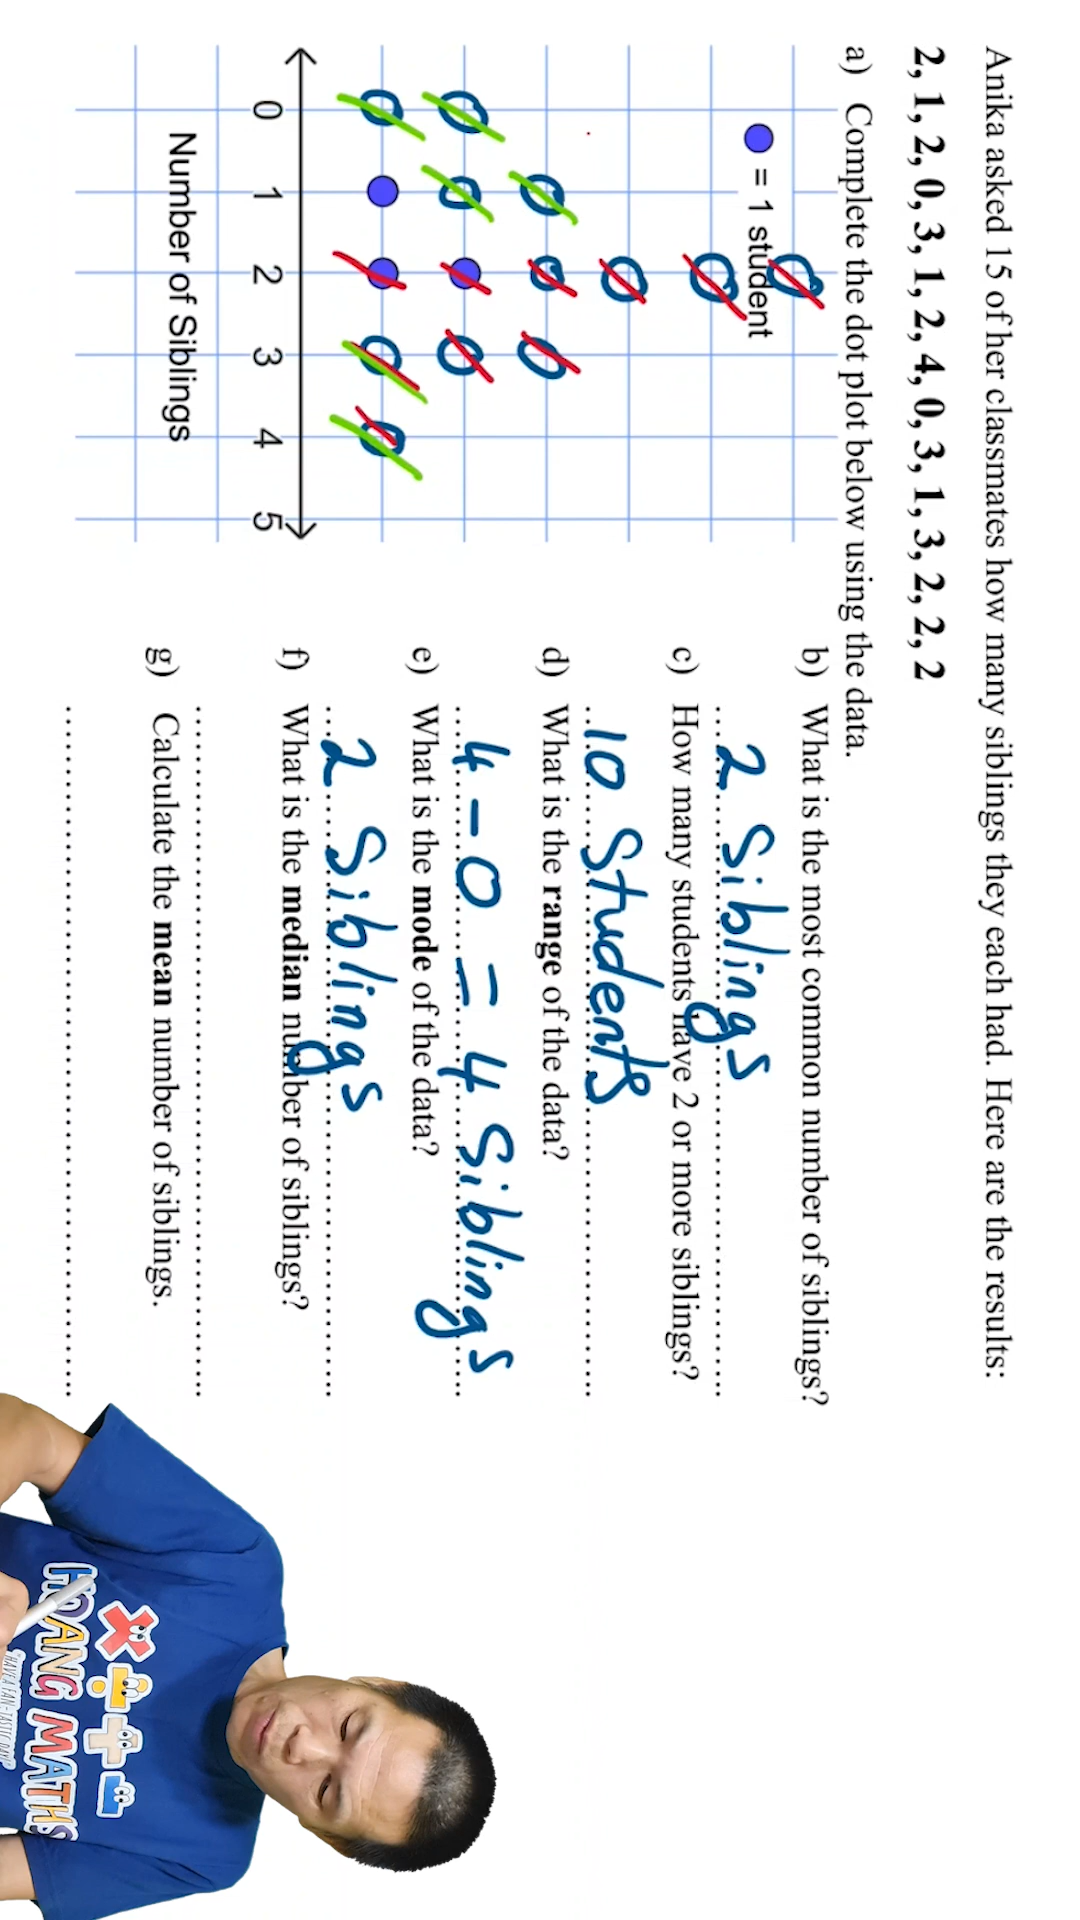 Anika asked 15 of her classmates how many siblings they each had. Here are the results:
2, 1, 2, 0, 3, 1, 2, 4, 0, 3, 1, 3, 2, 2, 2
a) Complete the dot plot below using the data.
= 1 student
0 1 2 3 4 5
Number of Siblings
b) What is the most common number of siblings?
2 Siblings
c) How many students have 2 or more siblings?
10 Students
d) What is the range of the data?
4 - 0 = 4 Siblings
e) What is the mode of the data?
2 Siblings
f) What is the median number of siblings?
g) Calculate the mean number of siblings.
HOANG MATHS
"HAVE A FAN-TASTIC DAY!"